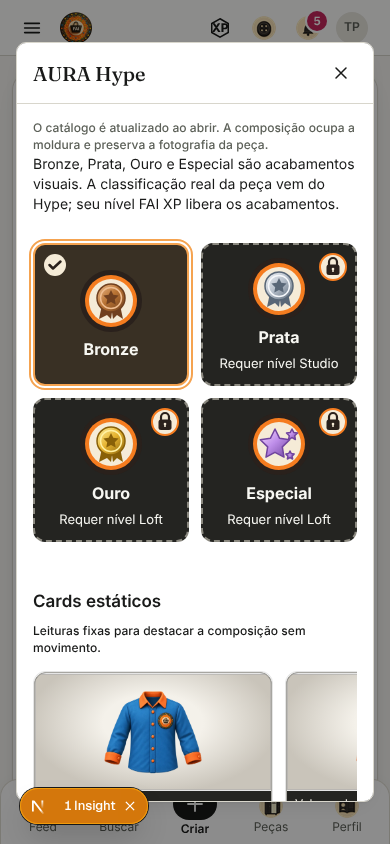 XP
FAI
5
TP
AURA Hype
O catálogo é atualizado ao abrir. A composição ocupa a
moldura e preserva a fotografia da peça.
Bronze, Prata, Ouro e Especial são acabamentos
visuais. A classificação real da peça vem do
Hype; seu nível FAI XP libera os acabamentos.
Bronze
Prata
Requer nível Studio
Ouro
Requer nível Loft
Especial
Requer nível Loft
Cards estáticos
Leituras fixas para destacar a composição sem
movimento.
N 1 Insight
Feed
Buscar
Criar
Peças
Perfil